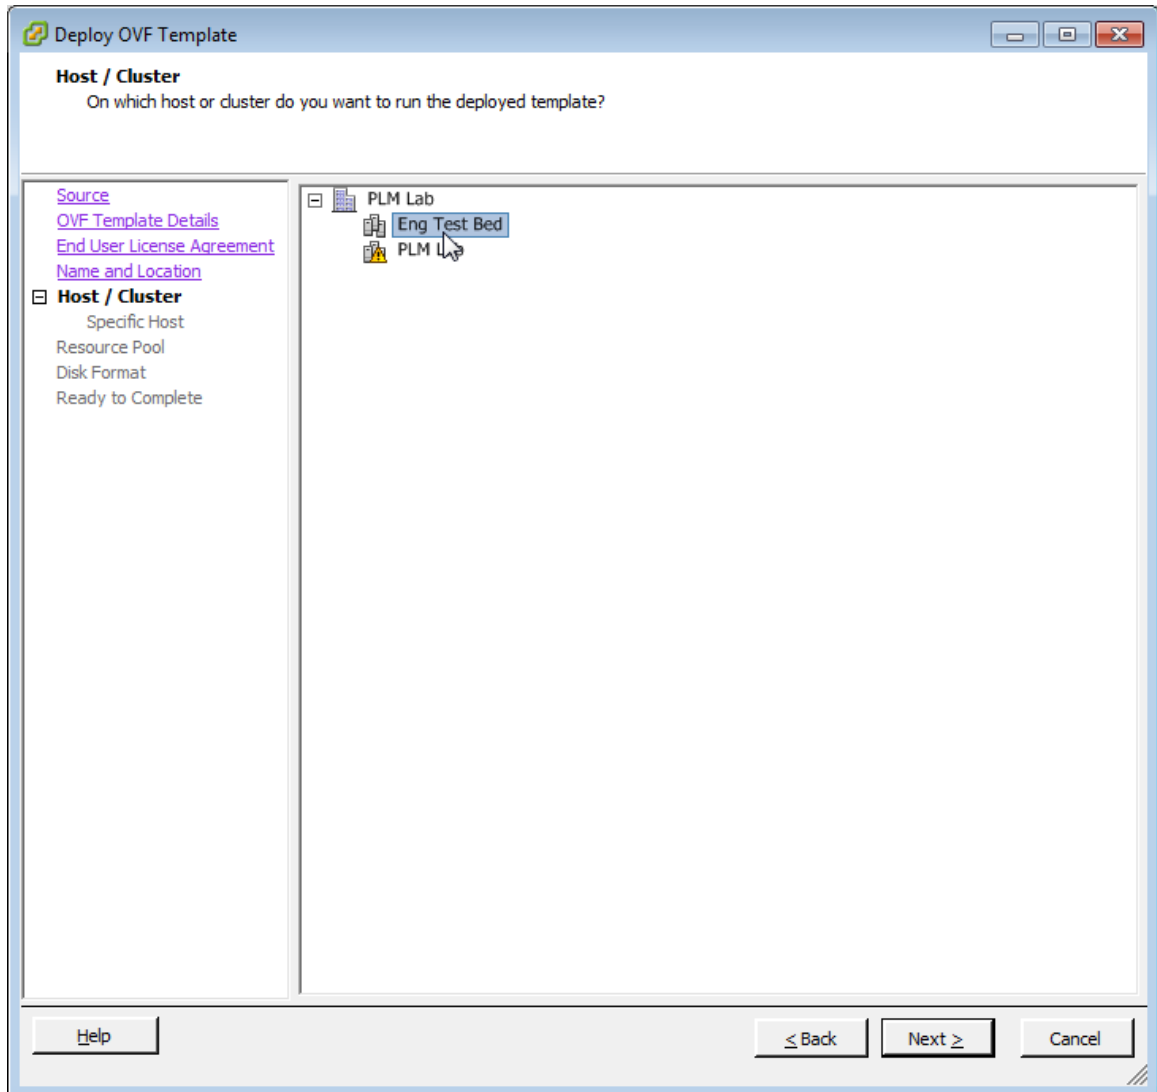 Deploy OVF Template
Host / Cluster
On which host or cluster do you want to run the deployed template?
Source
OVF Template Details
End User License Agreement
Name and Location
Host / Cluster
Specific Host
Resource Pool
Disk Format
Ready to Complete
PLM Lab
Eng Test Bed
PLM
Help
< Back
Next >
Cancel